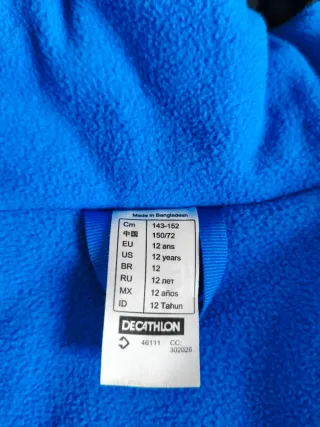 Made in Bangladesh
Cm 143-152
中国 150/72
EU 12 ans
US 12 years
BR 12
RU 12 лет
MX 12 años
ID 12 Tahun
DECATHLON
46111 CC:
302026